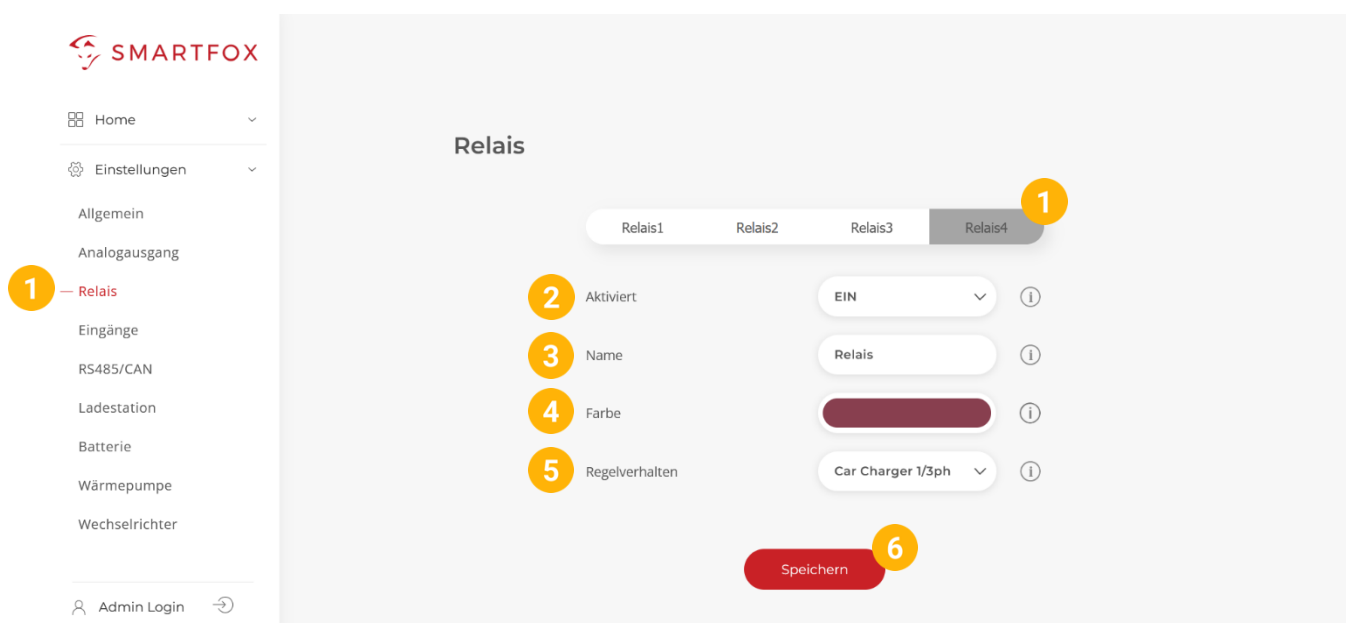 SMARTFOX
Home
Einstellungen
Allgemein
Analogausgang
1 Relais
Eingänge
RS485/CAN
Ladestation
Batterie
Wärmepumpe
Wechselrichter
Admin Login
Relais
1
Relais1 Relais2 Relais3 Relais4
2 Aktiviert EIN i
3 Name Relais i
4 Farbe i
5 Regelverhalten Car Charger 1/3ph i
6
Speichern